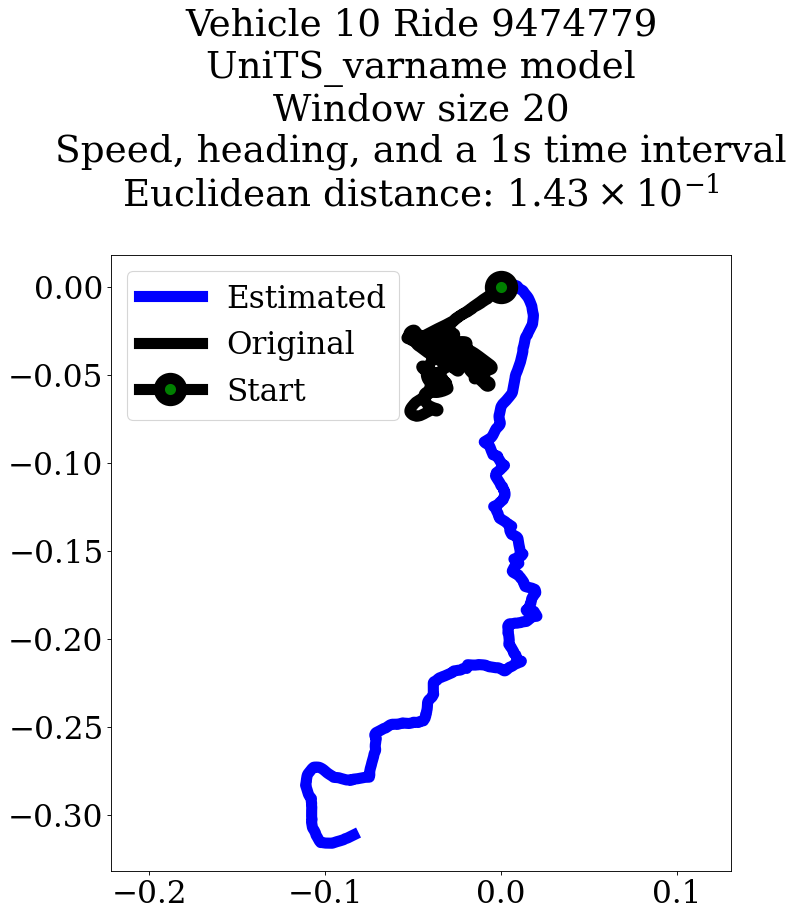 Vehicle 10 Ride 9474779
UniTS_varname model
Window size 20
Speed, heading, and a 1s time interval
Euclidean distance: 1.43 × 10⁻¹
Estimated
Original
Start
0.00
−0.05
−0.10
−0.15
−0.20
−0.25
−0.30
−0.2 −0.1 0.0 0.1